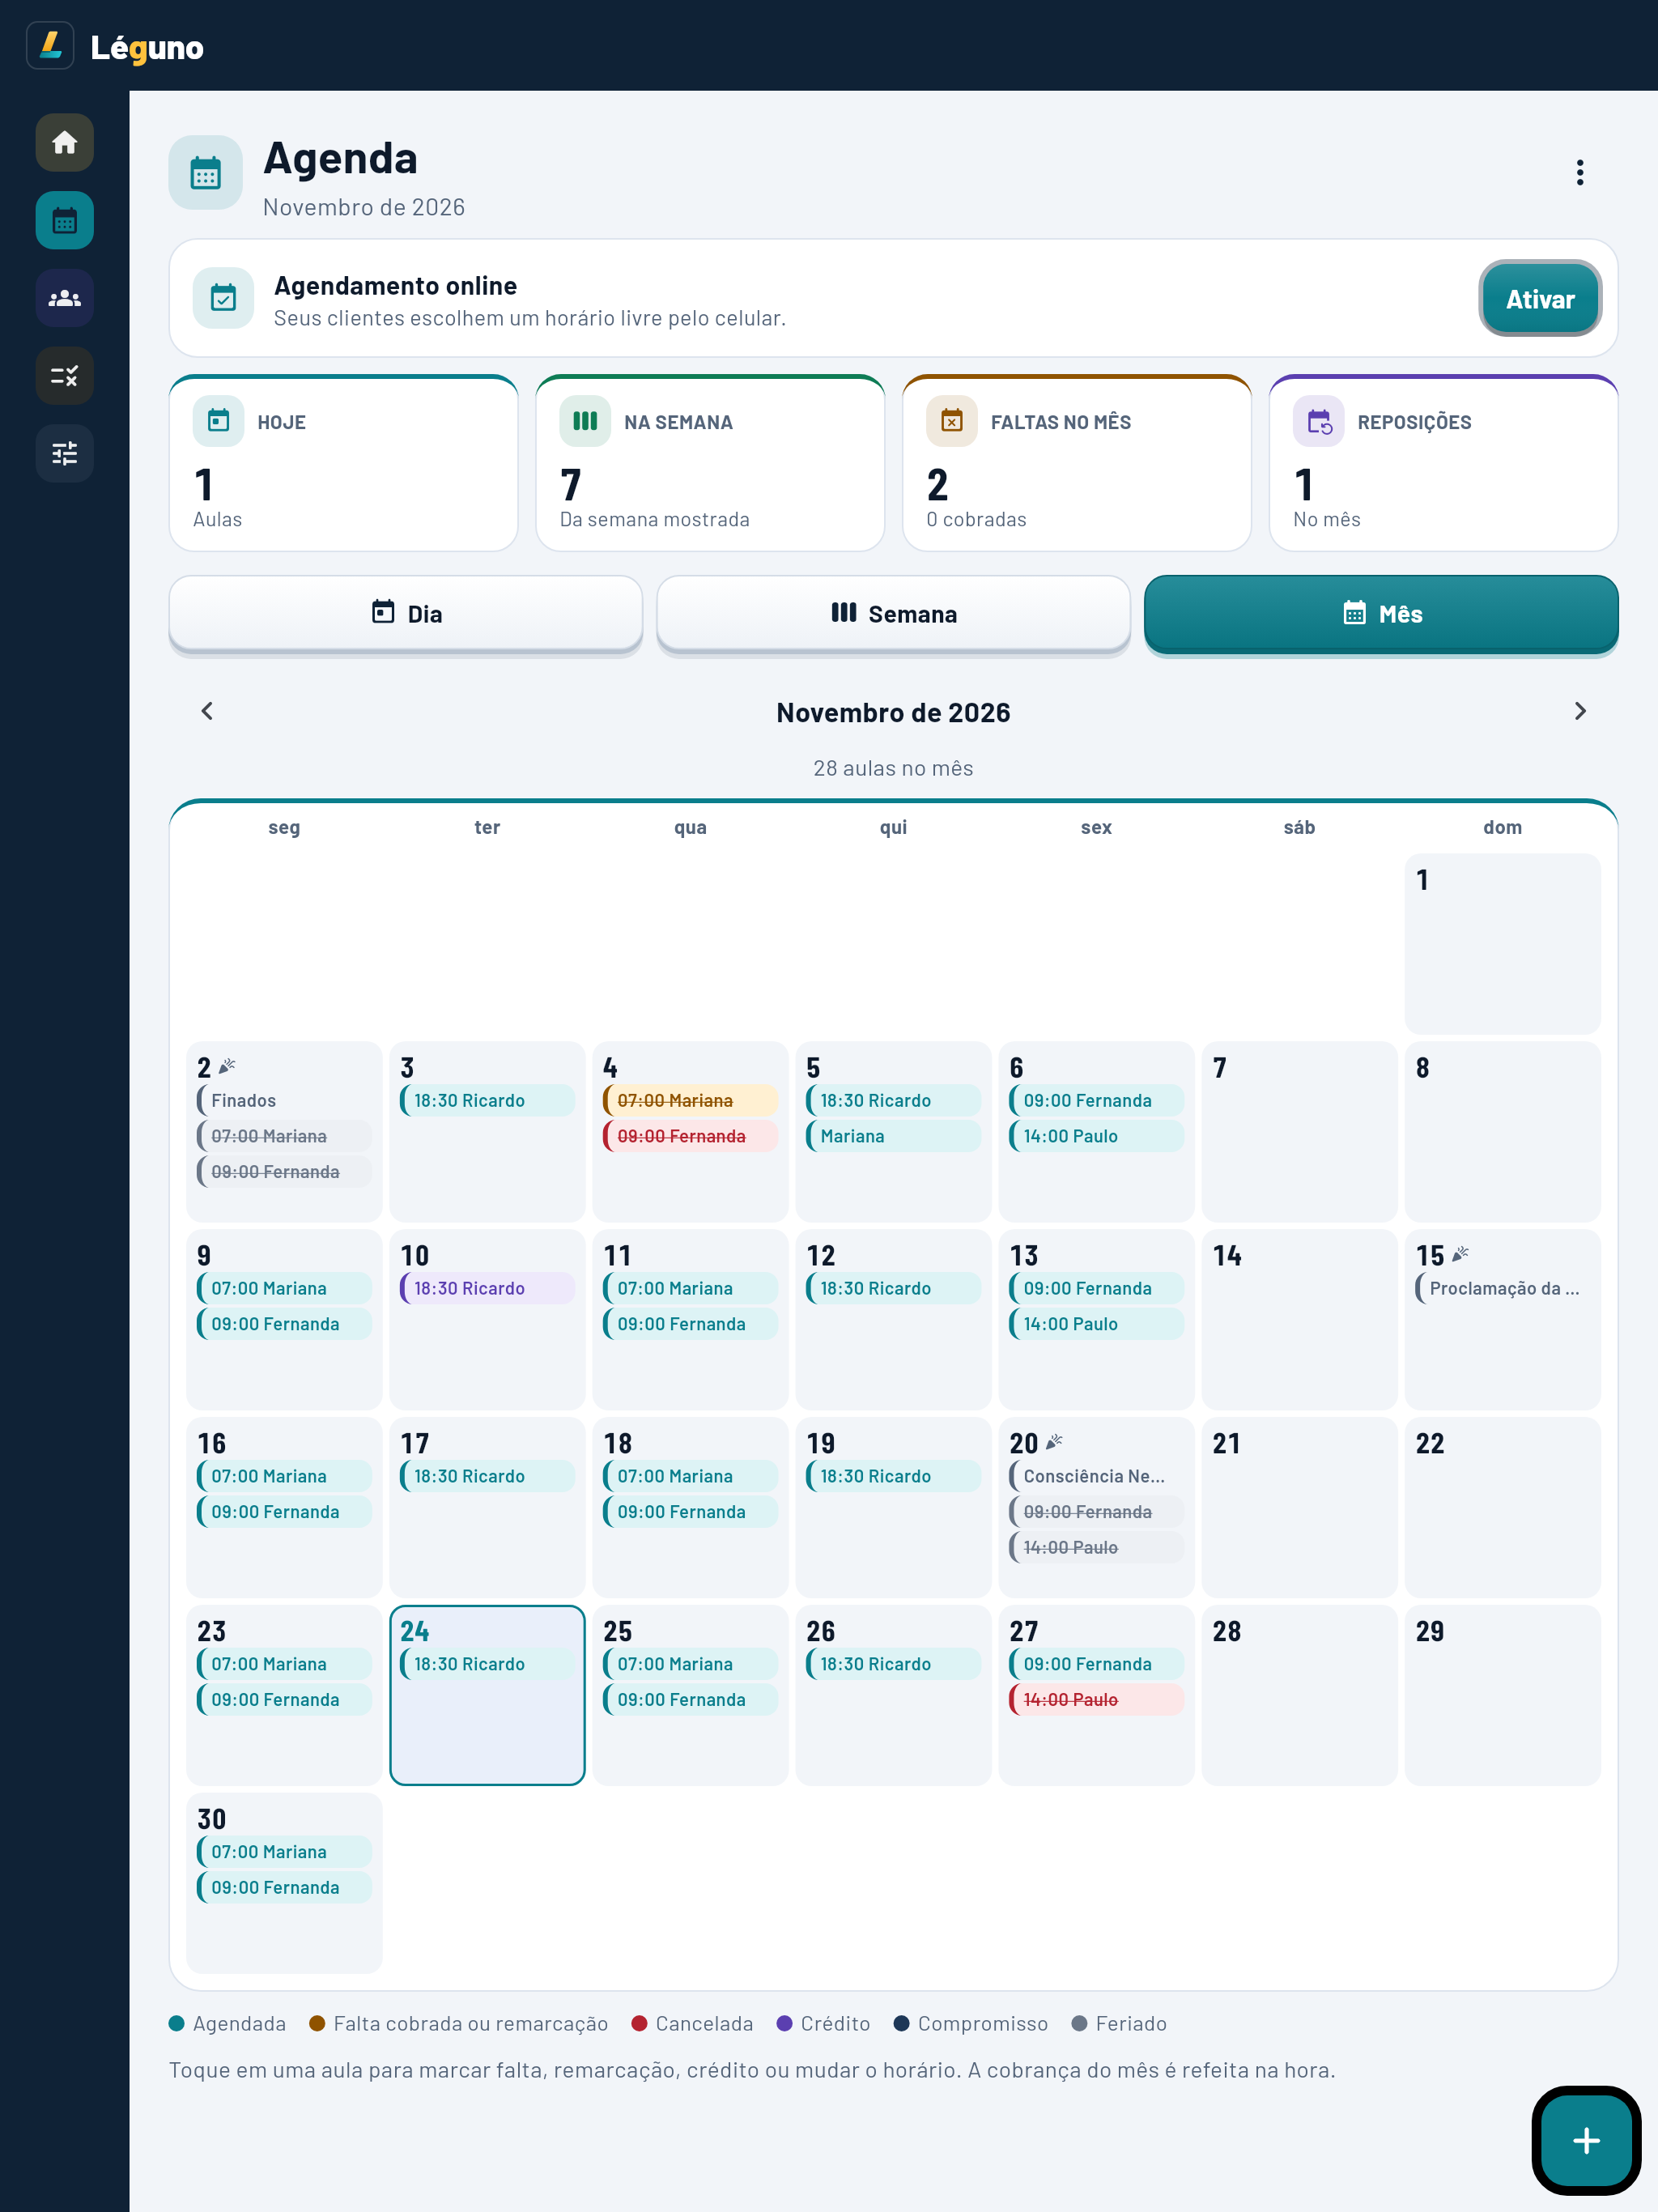 Léguno
Agenda
Novembro de 2026
Agendamento online
Seus clientes escolhem um horário livre pelo celular.
Ativar
HOJE
1
Aulas
NA SEMANA
7
Da semana mostrada
FALTAS NO MÊS
2
0 cobradas
REPOSIÇÕES
1
No mês
Dia
Semana
Mês
Novembro de 2026
28 aulas no mês
seg ter qua qui sex sáb dom
1
2
Finados
07:00 Mariana
09:00 Fernanda
3
18:30 Ricardo
4
07:00 Mariana
09:00 Fernanda
5
18:30 Ricardo
Mariana
6
09:00 Fernanda
14:00 Paulo
7
8
9
07:00 Mariana
09:00 Fernanda
10
18:30 Ricardo
11
07:00 Mariana
09:00 Fernanda
12
18:30 Ricardo
13
09:00 Fernanda
14:00 Paulo
14
15
Proclamação da ...
16
07:00 Mariana
09:00 Fernanda
17
18:30 Ricardo
18
07:00 Mariana
09:00 Fernanda
19
18:30 Ricardo
20
Consciência Ne...
09:00 Fernanda
14:00 Paulo
21
22
23
07:00 Mariana
09:00 Fernanda
24
18:30 Ricardo
25
07:00 Mariana
09:00 Fernanda
26
18:30 Ricardo
27
09:00 Fernanda
14:00 Paulo
28
29
30
07:00 Mariana
09:00 Fernanda
Agendada Falta cobrada ou remarcação Cancelada Crédito Compromisso Feriado
Toque em uma aula para marcar falta, remarcação, crédito ou mudar o horário. A cobrança do mês é refeita na hora.
+